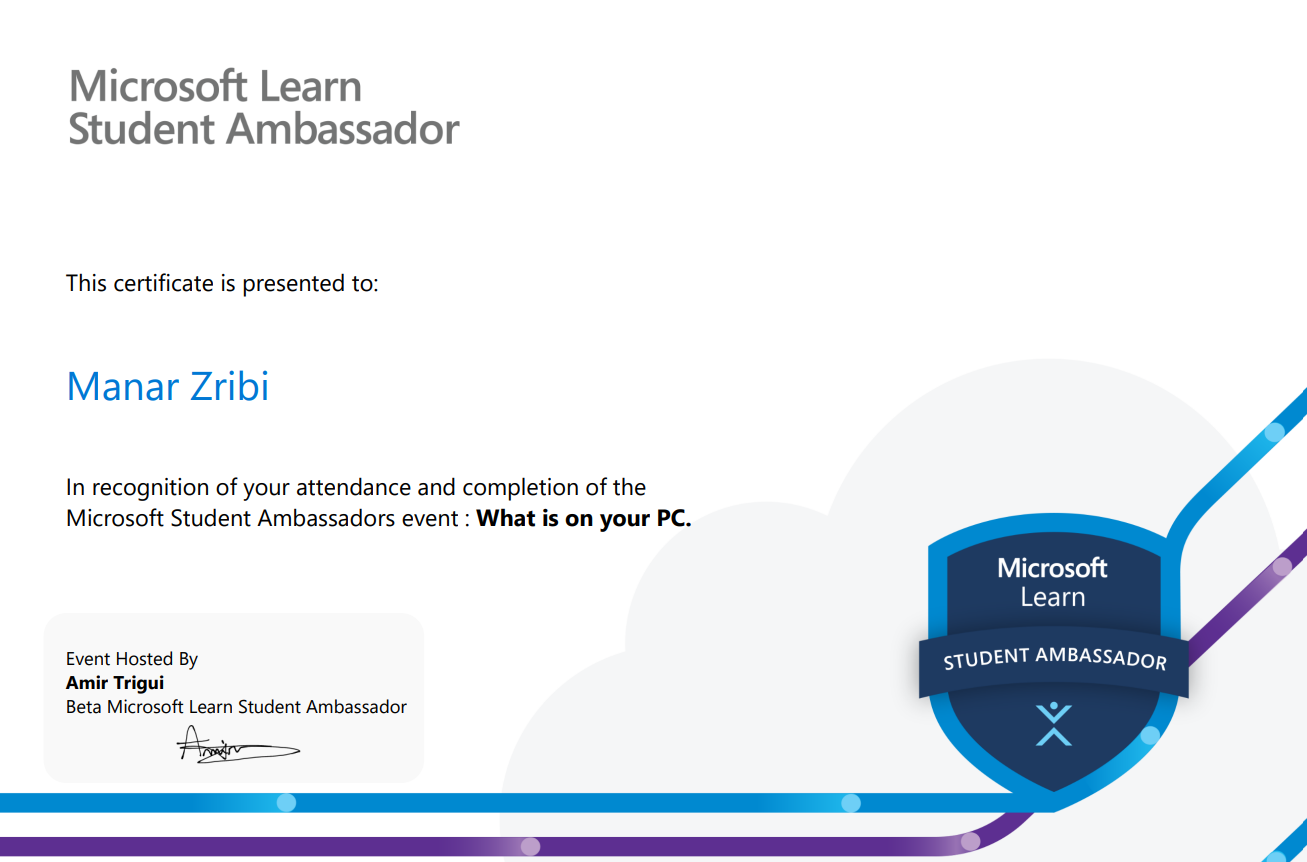 Microsoft Learn
Student Ambassador
This certificate is presented to:
Manar Zribi
In recognition of your attendance and completion of the
Microsoft Student Ambassadors event : What is on your PC.
Event Hosted By
Amir Trigui
Beta Microsoft Learn Student Ambassador
Amir
Microsoft
Learn
STUDENT AMBASSADOR